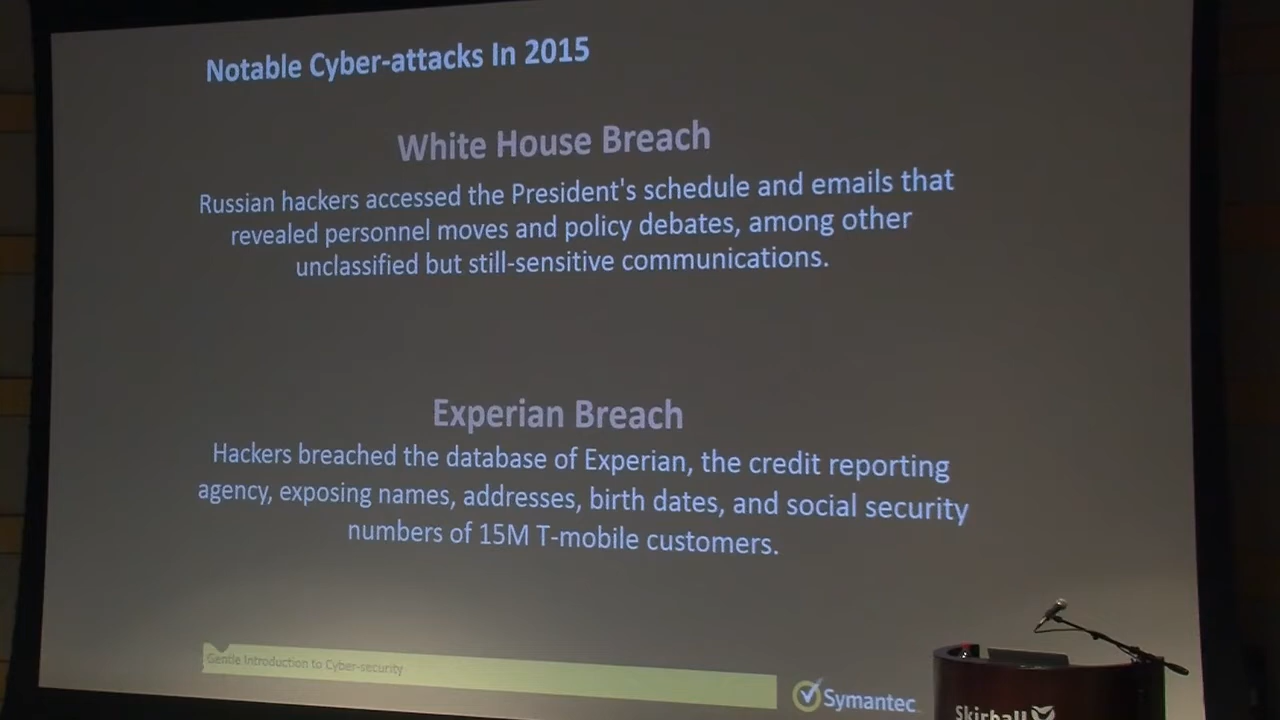 Notable Cyber-attacks In 2015
White House Breach
Russian hackers accessed the President's schedule and emails that
revealed personnel moves and policy debates, among other
unclassified but still-sensitive communications.
Experian Breach
Hackers breached the database of Experian, the credit reporting
agency, exposing names, addresses, birth dates, and social security
numbers of 15M T-mobile customers.
Gentle Introduction to Cyber-security
Symantec
Skirball